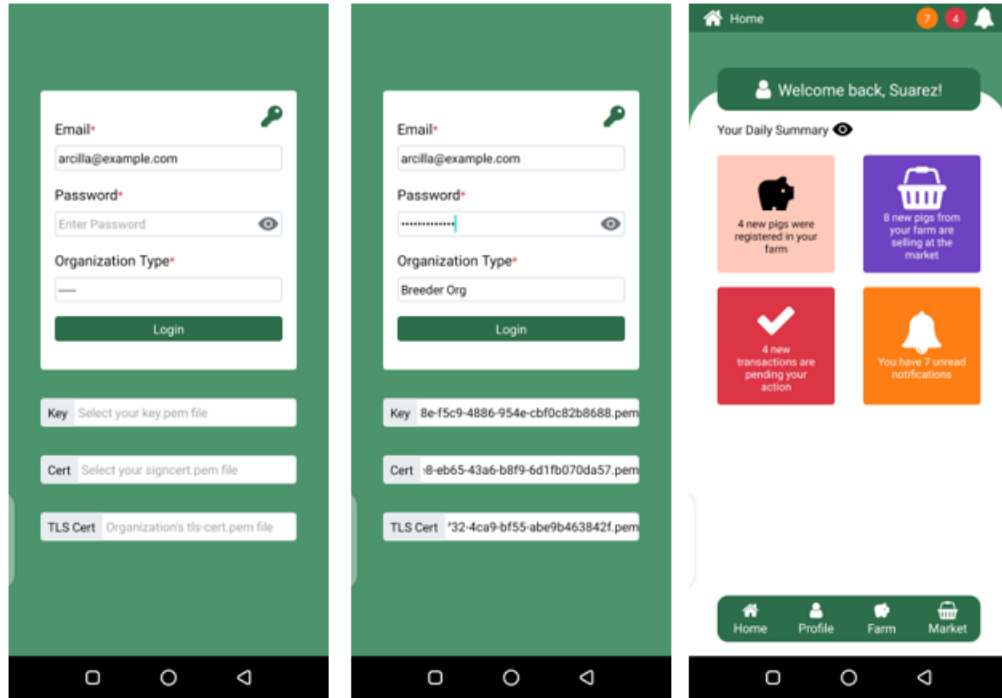 Email*
arcilla@example.com
Password*
Enter Password
Organization Type*
-----
Login
Key Select your key.pem file
Cert Select your signcert.pem file
TLS Cert Organization's tls-cert.pem file
Email*
arcilla@example.com
Password*
•••••••••••••
Organization Type*
Breeder Org
Login
Key 8e-f5c9-4886-954e-cbf0c82b8688.pem
Cert :8-eb65-43a6-b8f9-6d1fb070da57.pem
TLS Cert '32-4ca9-bf55-abe9b463842f.pem
Home 7 4
Welcome back, Suarez!
Your Daily Summary
4 new pigs were
registered in your
farm
8 new pigs from
your farm are
selling at the
market
4 new
transactions are
pending your
action
You have 7 unread
notifications
Home Profile Farm Market